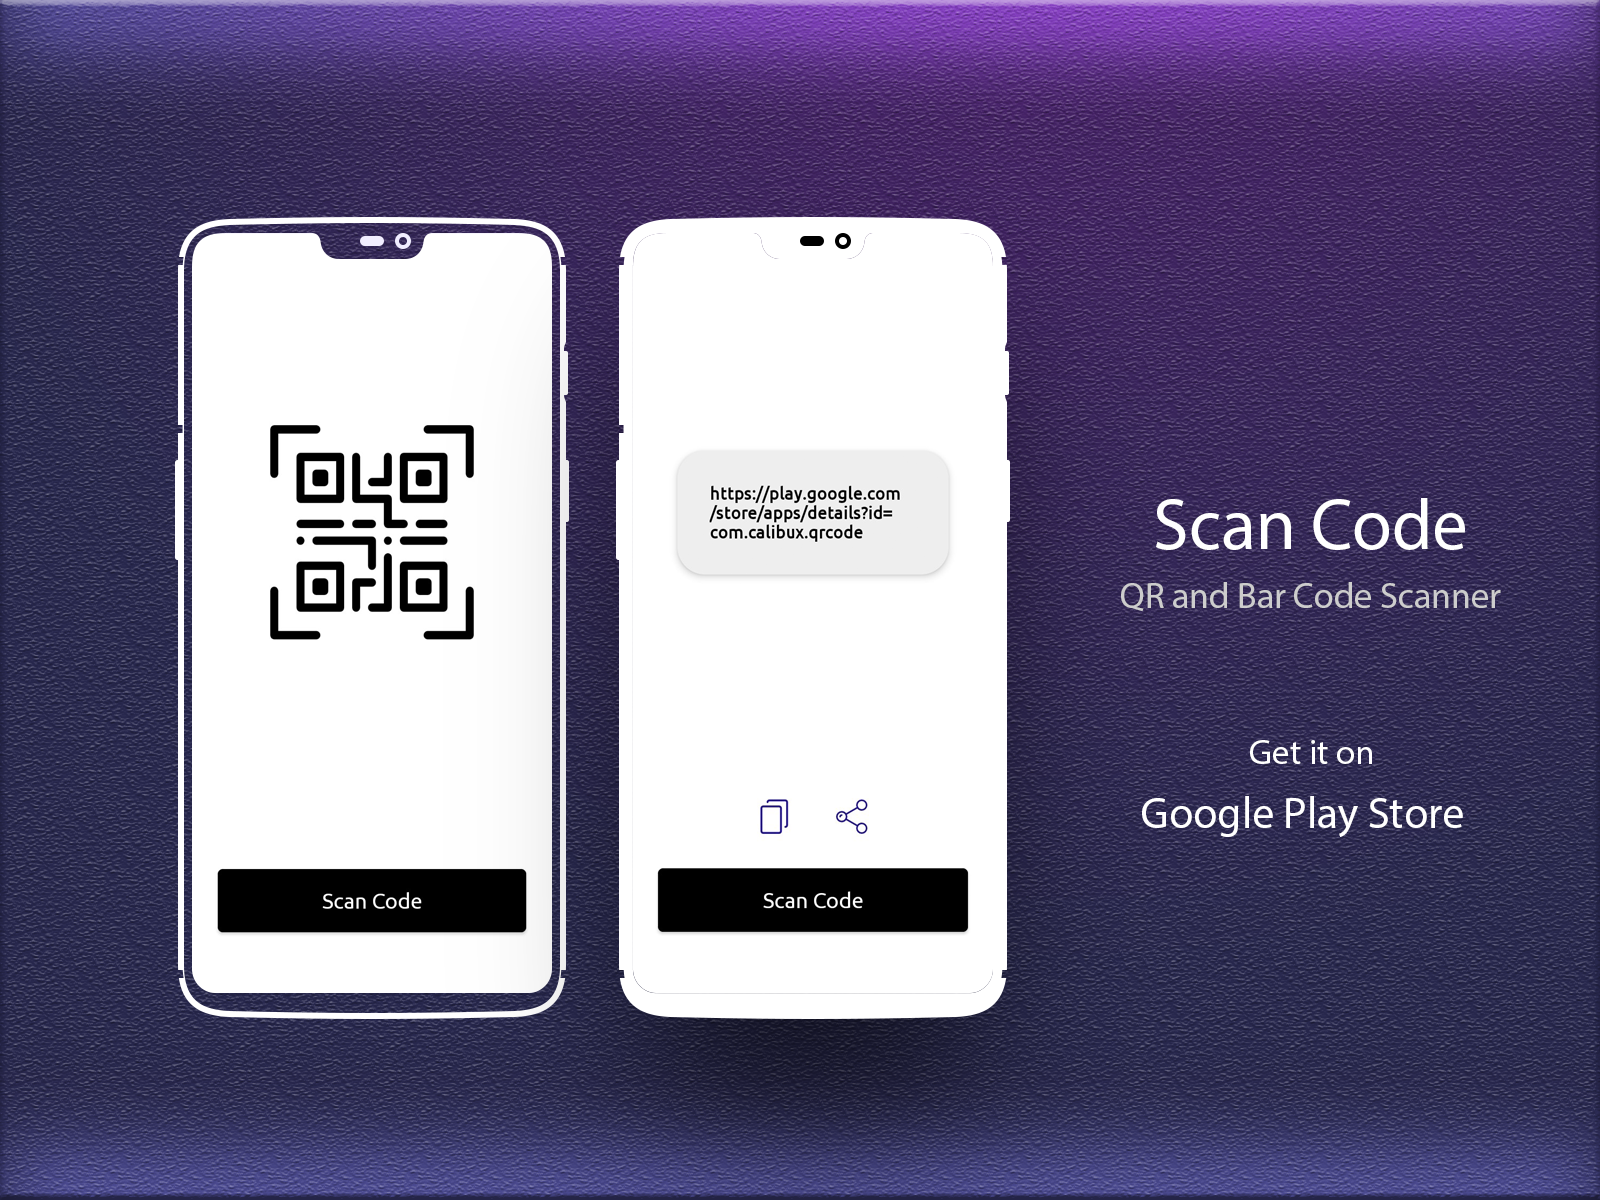 Scan Code
https://play.google.com
/store/apps/details?id=
com.calibux.qrcode
Scan Code
Scan Code
QR and Bar Code Scanner
Get it on
Google Play Store